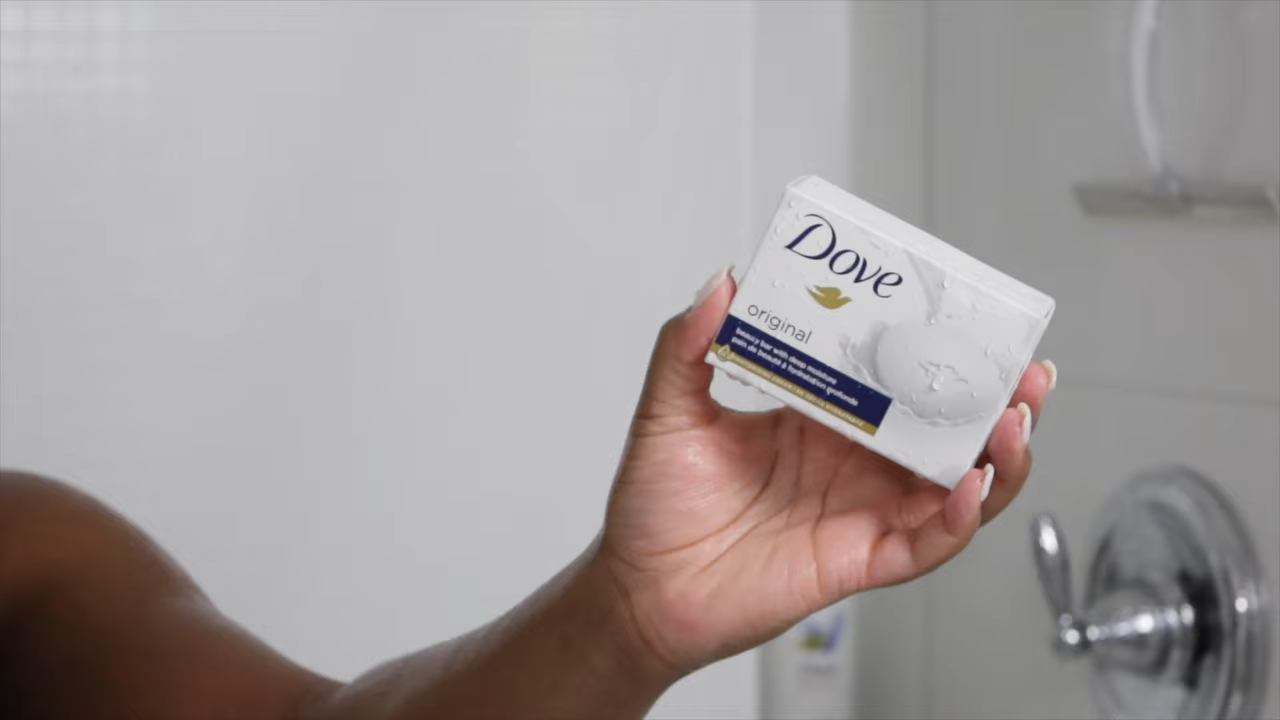 Dove
original
beauty bar with deep moisture
pain de beauté à hydratation profonde